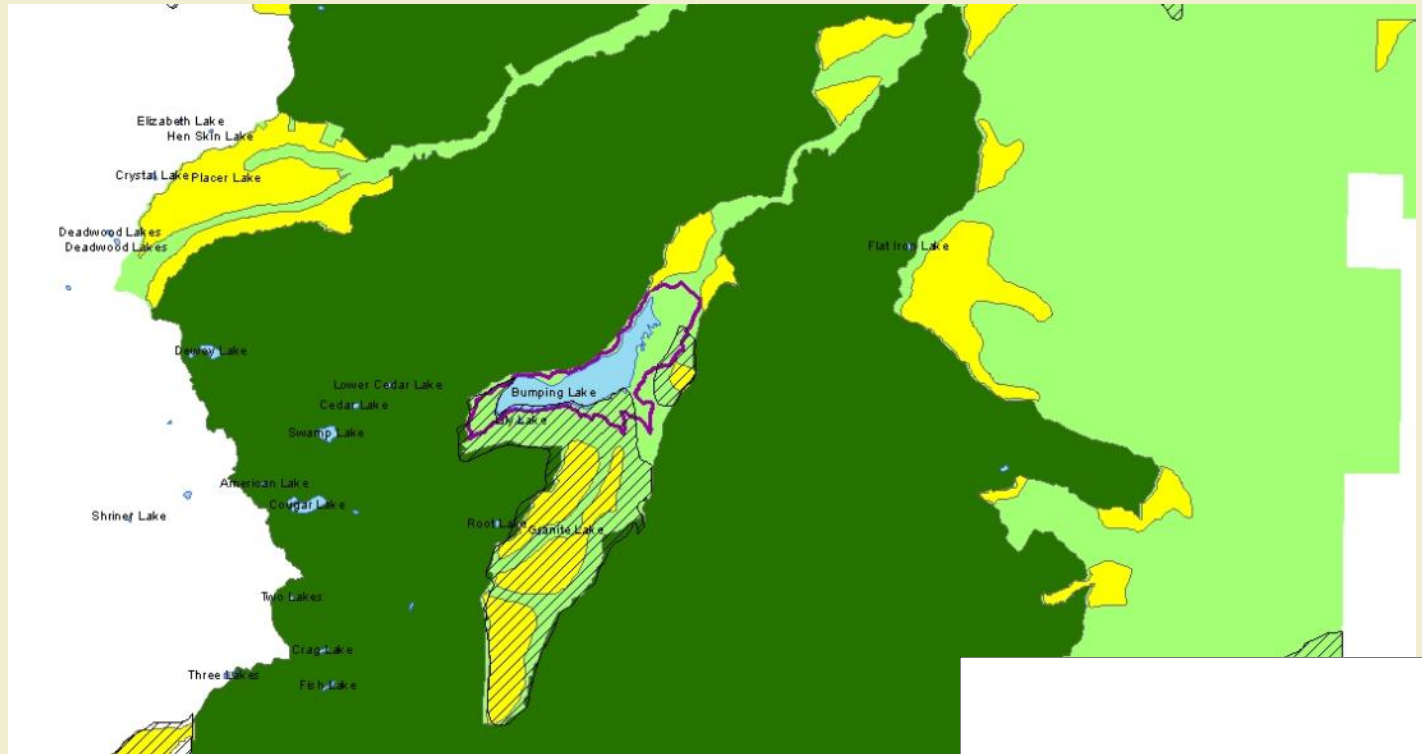 Elizabeth Lake
Hen Skin Lake
Crystal Lake
Placer Lake
Deadwood Lakes
Deadwood Lakes
Flat Iron Lake
Dewey Lake
Lower Cedar Lake
Bumping Lake
Cedar Lake
Lily Lake
Swamp Lake
American Lake
Cougar Lake
Shriner Lake
Root Lake
Granite Lake
Two Lakes
Crag Lake
Three Lakes
Fish Lake